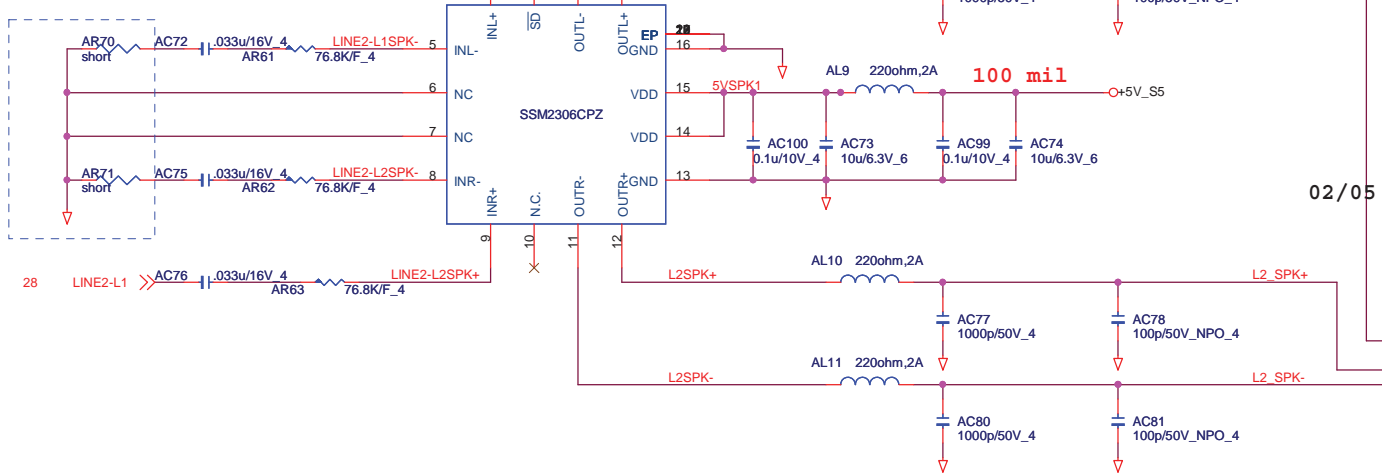 INL+
SD
OUTL-
OUTL+
EP
OGND
16
AR70
short
AC72
.033u/16V_4
AR61
76.8K/F_4
LINE2-L1SPK-
5
INL-
6
NC
7
NC
SSM2306CPZ
VDD
15
VDD
14
GND
13
5VSPK1
AL9
220ohm,2A
100 mil
+5V_S5
AC100
0.1u/10V_4
AC73
10u/6.3V_6
AC99
0.1u/10V_4
AC74
10u/6.3V_6
AR71
short
AC75
.033u/16V_4
AR62
76.8K/F_4
LINE2-L2SPK-
8
INR-
INR+
N.C.
OUTR-
OUTR+
9
10
11
12
02/05
28
LINE2-L1
AC76
.033u/16V_4
AR63
76.8K/F_4
LINE2-L2SPK+
L2SPK+
AL10
220ohm,2A
L2_SPK+
AC77
1000p/50V_4
AC78
100p/50V_NPO_4
L2SPK-
AL11
220ohm,2A
L2_SPK-
AC80
1000p/50V_4
AC81
100p/50V_NPO_4